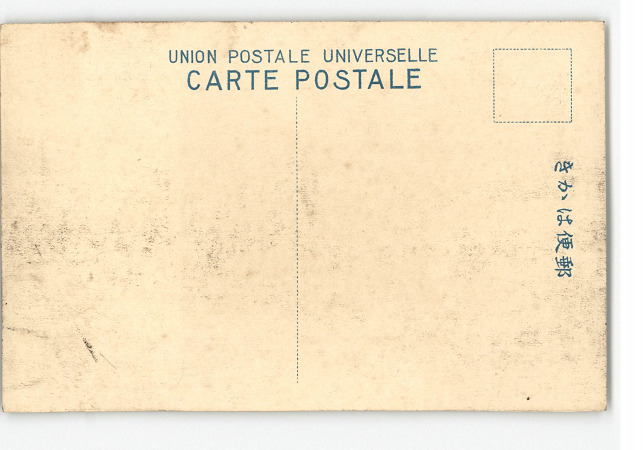 UNION POSTALE UNIVERSELLE
CARTE POSTALE
郵便はかき